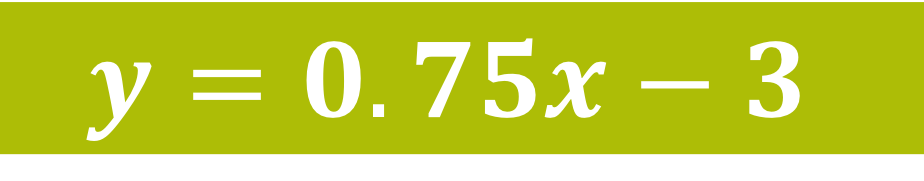 y = 0.75x − 3